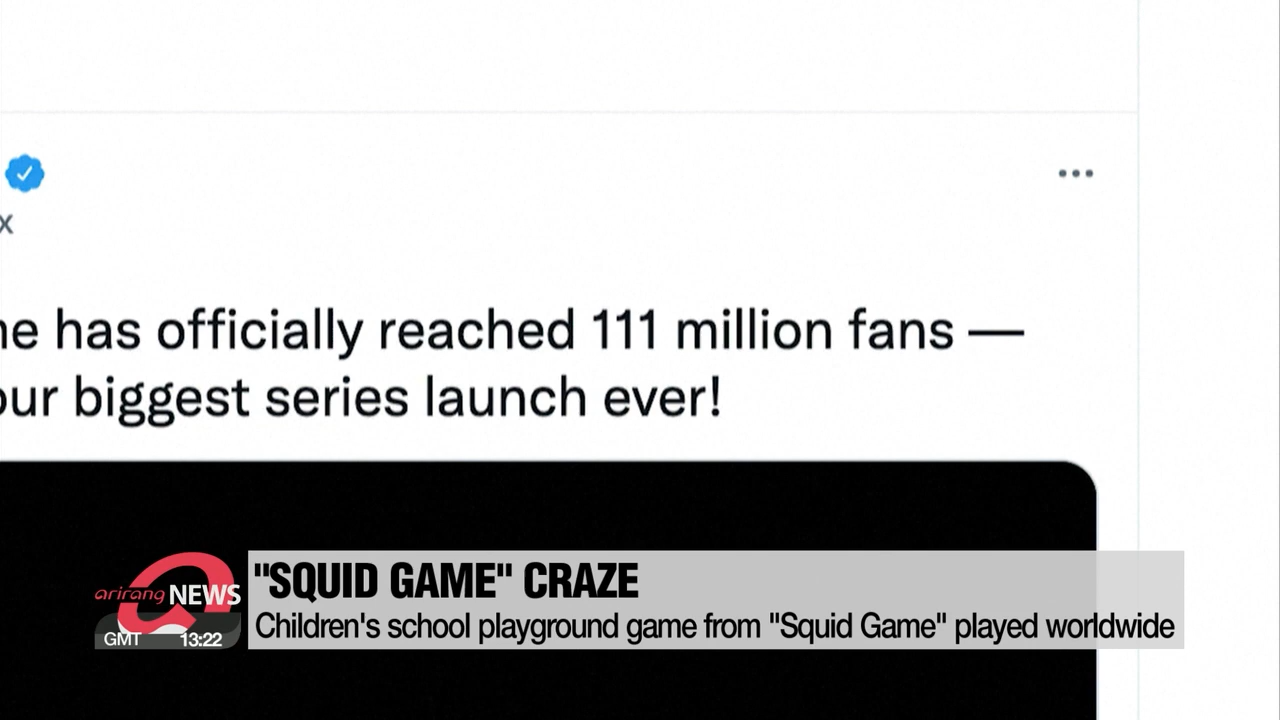 x
ne has officially reached 111 million fans —
our biggest series launch ever!
arirang NEWS
GMT 13:22
"SQUID GAME" CRAZE
Children's school playground game from "Squid Game" played worldwide